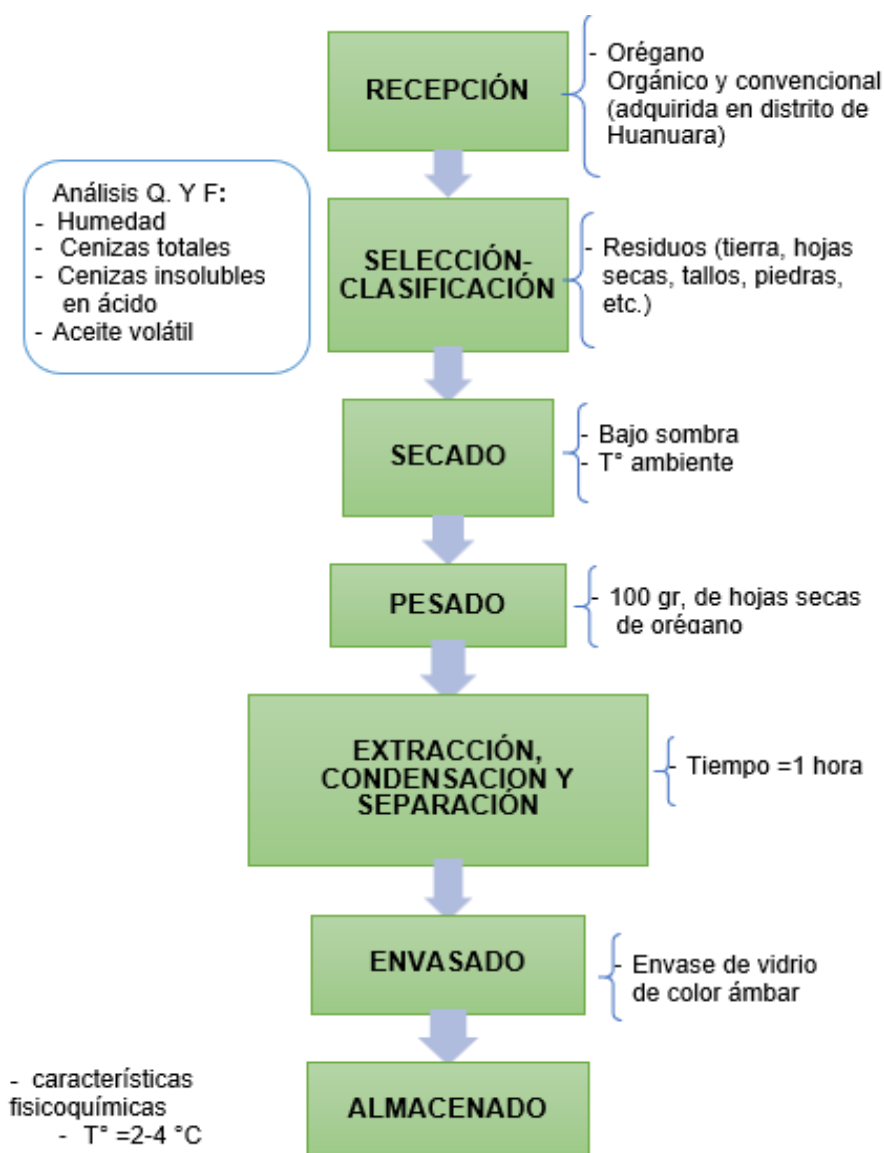 RECEPCIÓN
- Orégano
Orgánico y convencional
(adquirida en distrito de
Huanuara)
Análisis Q. Y F:
- Humedad
- Cenizas totales
- Cenizas insolubles
en ácido
- Aceite volátil
SELECCIÓN-
CLASIFICACIÓN
- Residuos (tierra, hojas
secas, tallos, piedras,
etc.)
SECADO
- Bajo sombra
- T° ambiente
PESADO
- 100 gr, de hojas secas
de orégano
EXTRACCIÓN,
CONDENSACION Y
SEPARACIÓN
- Tiempo =1 hora
ENVASADO
- Envase de vidrio
de color ámbar
ALMACENADO
- características
fisicoquímicas
- T° =2-4 °C